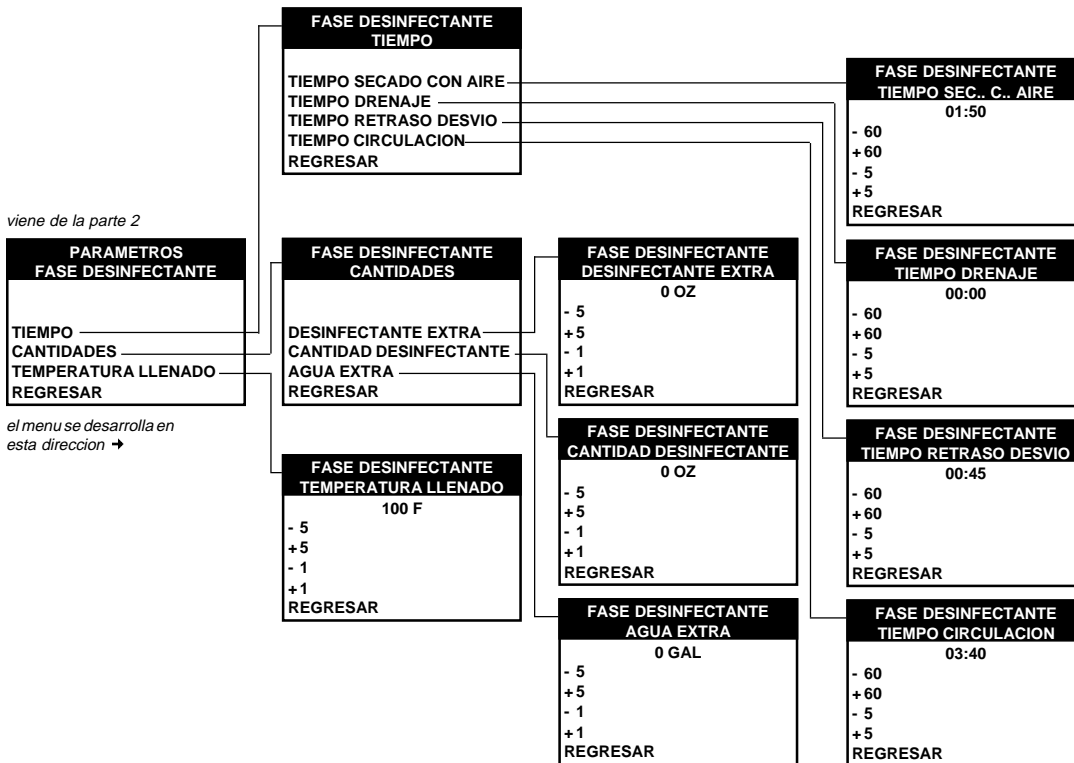 FASE DESINFECTANTE
TIEMPO
TIEMPO SECADO CON AIRE
TIEMPO DRENAJE
TIEMPO RETRASO DESVIO
TIEMPO CIRCULACION
REGRESAR
FASE DESINFECTANTE
TIEMPO SEC.. C.. AIRE
01:50
- 60
+60
- 5
+5
REGRESAR
viene de la parte 2
PARAMETROS
FASE DESINFECTANTE
TIEMPO
CANTIDADES
TEMPERATURA LLENADO
REGRESAR
el menu se desarrolla en
esta direccion ➔
FASE DESINFECTANTE
CANTIDADES
DESINFECTANTE EXTRA
CANTIDAD DESINFECTANTE
AGUA EXTRA
REGRESAR
FASE DESINFECTANTE
DESINFECTANTE EXTRA
0 OZ
- 5
+5
- 1
+1
REGRESAR
FASE DESINFECTANTE
TIEMPO DRENAJE
00:00
- 60
+60
- 5
+5
REGRESAR
FASE DESINFECTANTE
TEMPERATURA LLENADO
100 F
- 5
+5
- 1
+1
REGRESAR
FASE DESINFECTANTE
CANTIDAD DESINFECTANTE
0 OZ
- 5
+5
- 1
+1
REGRESAR
FASE DESINFECTANTE
TIEMPO RETRASO DESVIO
00:45
- 60
+60
- 5
+5
REGRESAR
FASE DESINFECTANTE
AGUA EXTRA
0 GAL
- 5
+5
- 1
+1
REGRESAR
FASE DESINFECTANTE
TIEMPO CIRCULACION
03:40
- 60
+60
- 5
+5
REGRESAR